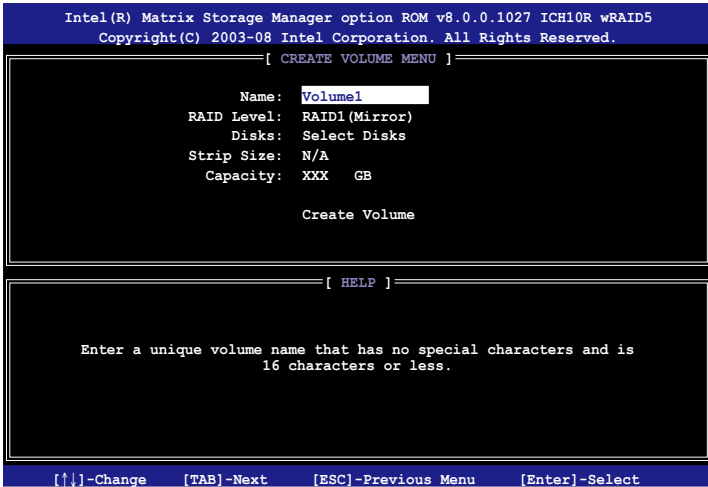 Intel(R) Matrix Storage Manager option ROM v8.0.0.1027 ICH10R wRAID5
Copyright(C) 2003-08 Intel Corporation. All Rights Reserved.
[ CREATE VOLUME MENU ]
Name: Volume1
RAID Level: RAID1(Mirror)
Disks: Select Disks
Strip Size: N/A
Capacity: XXX GB
Create Volume
[ HELP ]
Enter a unique volume name that has no special characters and is
16 characters or less.
[↑↓]-Change [TAB]-Next [ESC]-Previous Menu [Enter]-Select